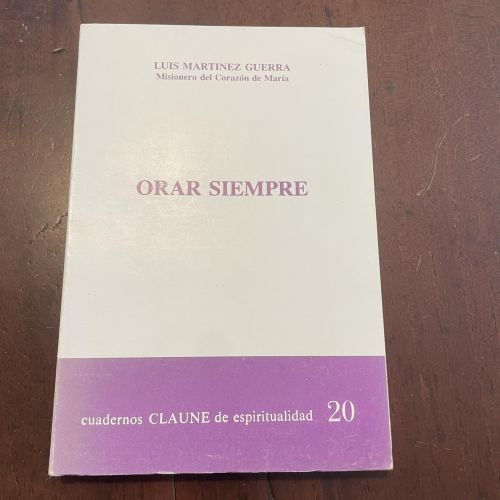 LUIS MARTINEZ GUERRA
Misionero del Corazón de María
ORAR SIEMPRE
cuadernos CLAUNE de espiritualidad 20